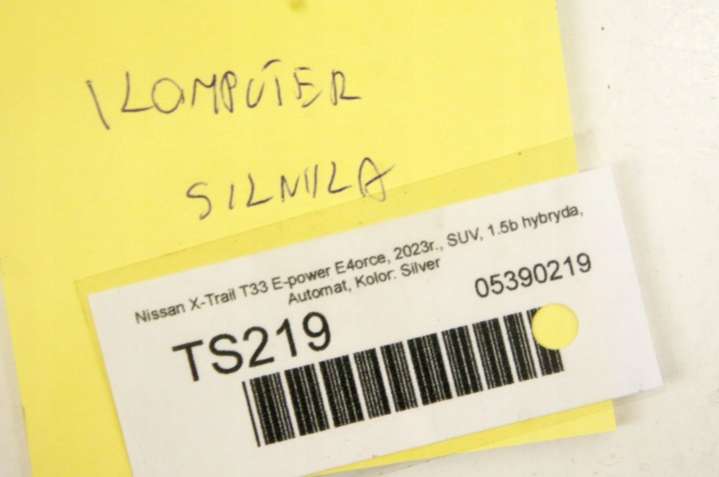 KOMPUTER
SILNIKA
Nissan X-Trail T33 E-power E4orce, 2023r., SUV, 1.5b hybryda,
Automat, Kolor: Silver
05390219
TS219